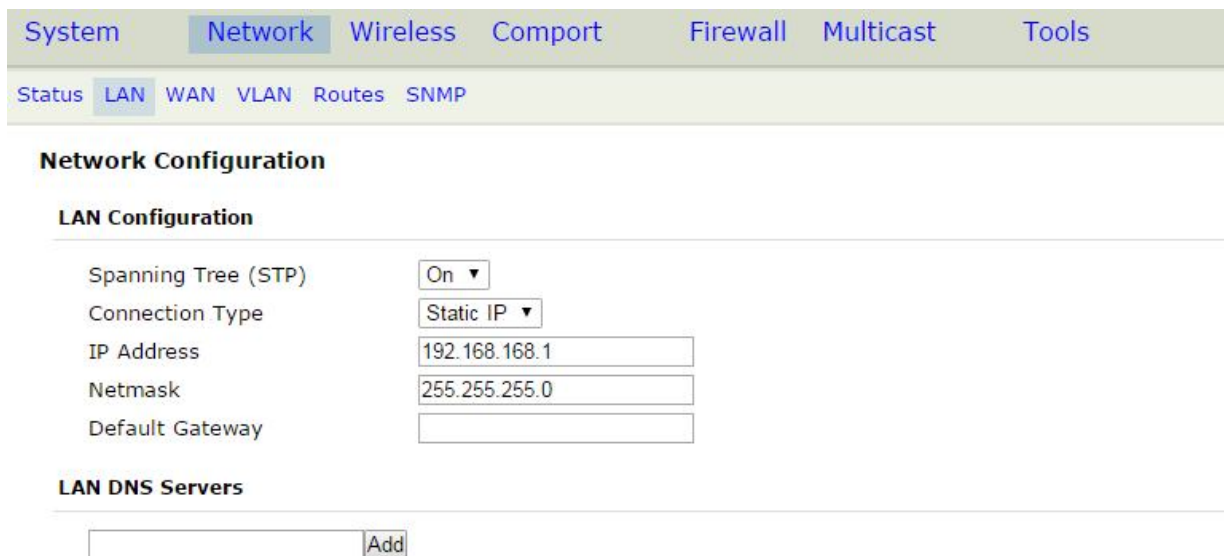 System Network Wireless Comport Firewall Multicast Tools
Status LAN WAN VLAN Routes SNMP
Network Configuration
LAN Configuration
Spanning Tree (STP) On
Connection Type Static IP
IP Address 192.168.168.1
Netmask 255.255.255.0
Default Gateway
LAN DNS Servers
Add